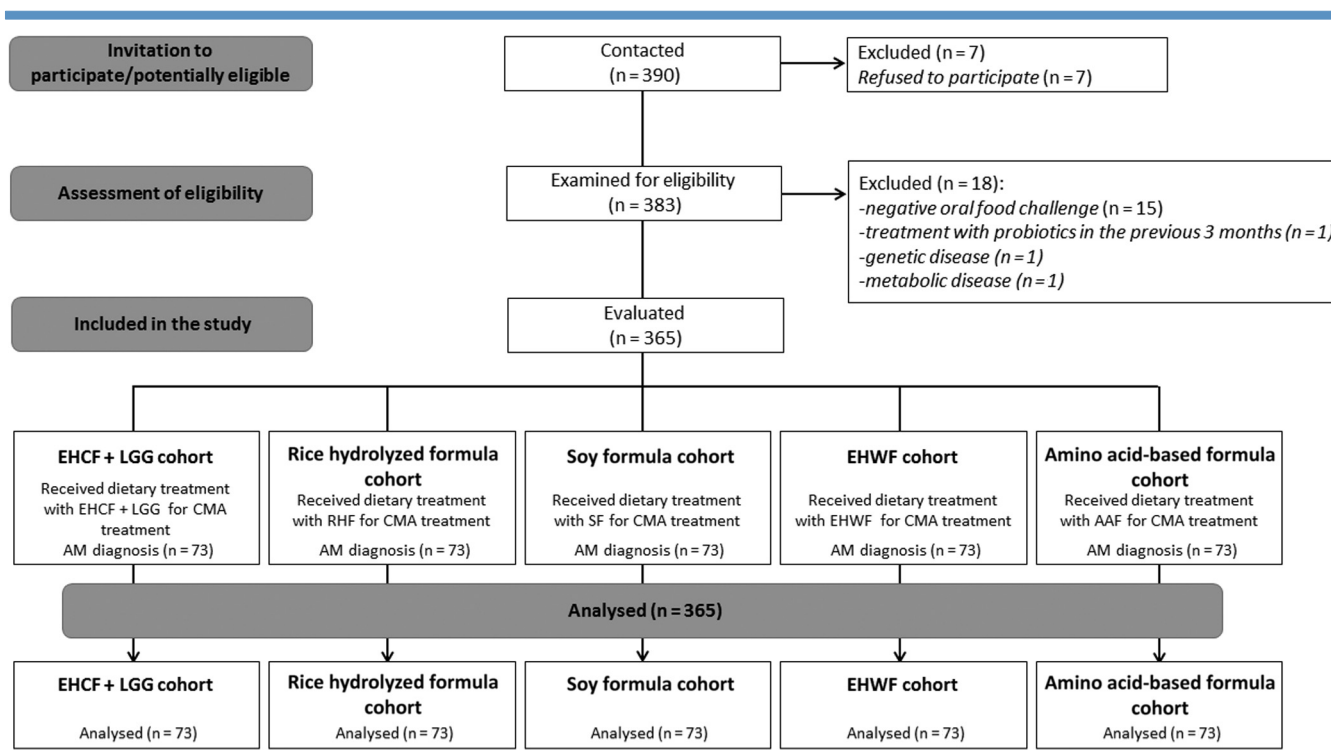 Invitation to
participate/potentially eligible
Contacted
(n = 390)
Excluded (n = 7)
Refused to participate (n = 7)
Assessment of eligibility
Examined for eligibility
(n = 383)
Excluded (n = 18):
-negative oral food challenge (n = 15)
-treatment with probiotics in the previous 3 months (n = 1)
-genetic disease (n = 1)
-metabolic disease (n = 1)
Included in the study
Evaluated
(n = 365)
EHCF + LGG cohort
Received dietary treatment
with EHCF + LGG for CMA
treatment
AM diagnosis (n = 73)
Rice hydrolyzed formula
cohort
Received dietary treatment
with RHF for CMA treatment
AM diagnosis (n = 73)
Soy formula cohort
Received dietary treatment
with SF for CMA treatment
AM diagnosis (n = 73)
EHWF cohort
Received dietary treatment
with EHWF for CMA treatment
AM diagnosis (n = 73)
Amino acid-based formula
cohort
Received dietary treatment
with AAF for CMA treatment
AM diagnosis (n = 73)
Analysed (n = 365)
EHCF + LGG cohort
Analysed (n = 73)
Rice hydrolyzed formula
cohort
Analysed (n = 73)
Soy formula cohort
Analysed (n = 73)
EHWF cohort
Analysed (n = 73)
Amino acid-based formula
cohort
Analysed (n = 73)